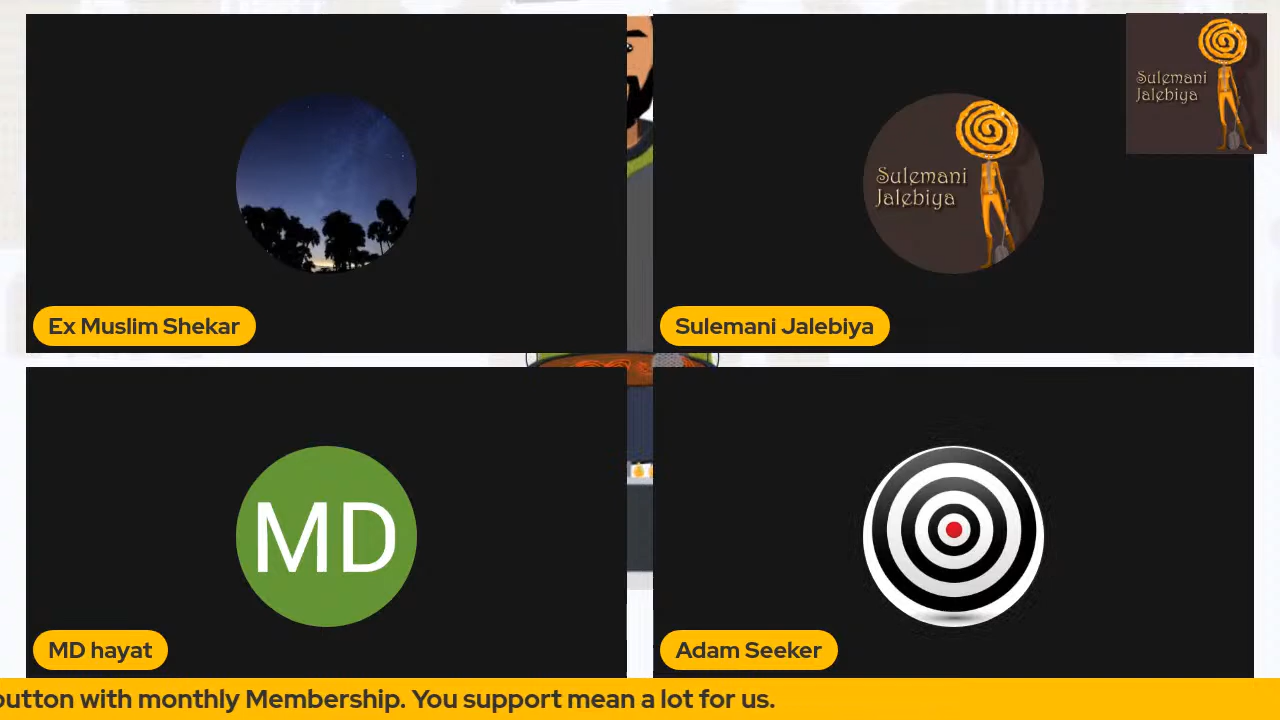 Sulemani
Jalebiya
Sulemani
Jalebiya
Ex Muslim Shekar
Sulemani Jalebiya
MD
MD hayat
Adam Seeker
button with monthly Membership. You support mean a lot for us.